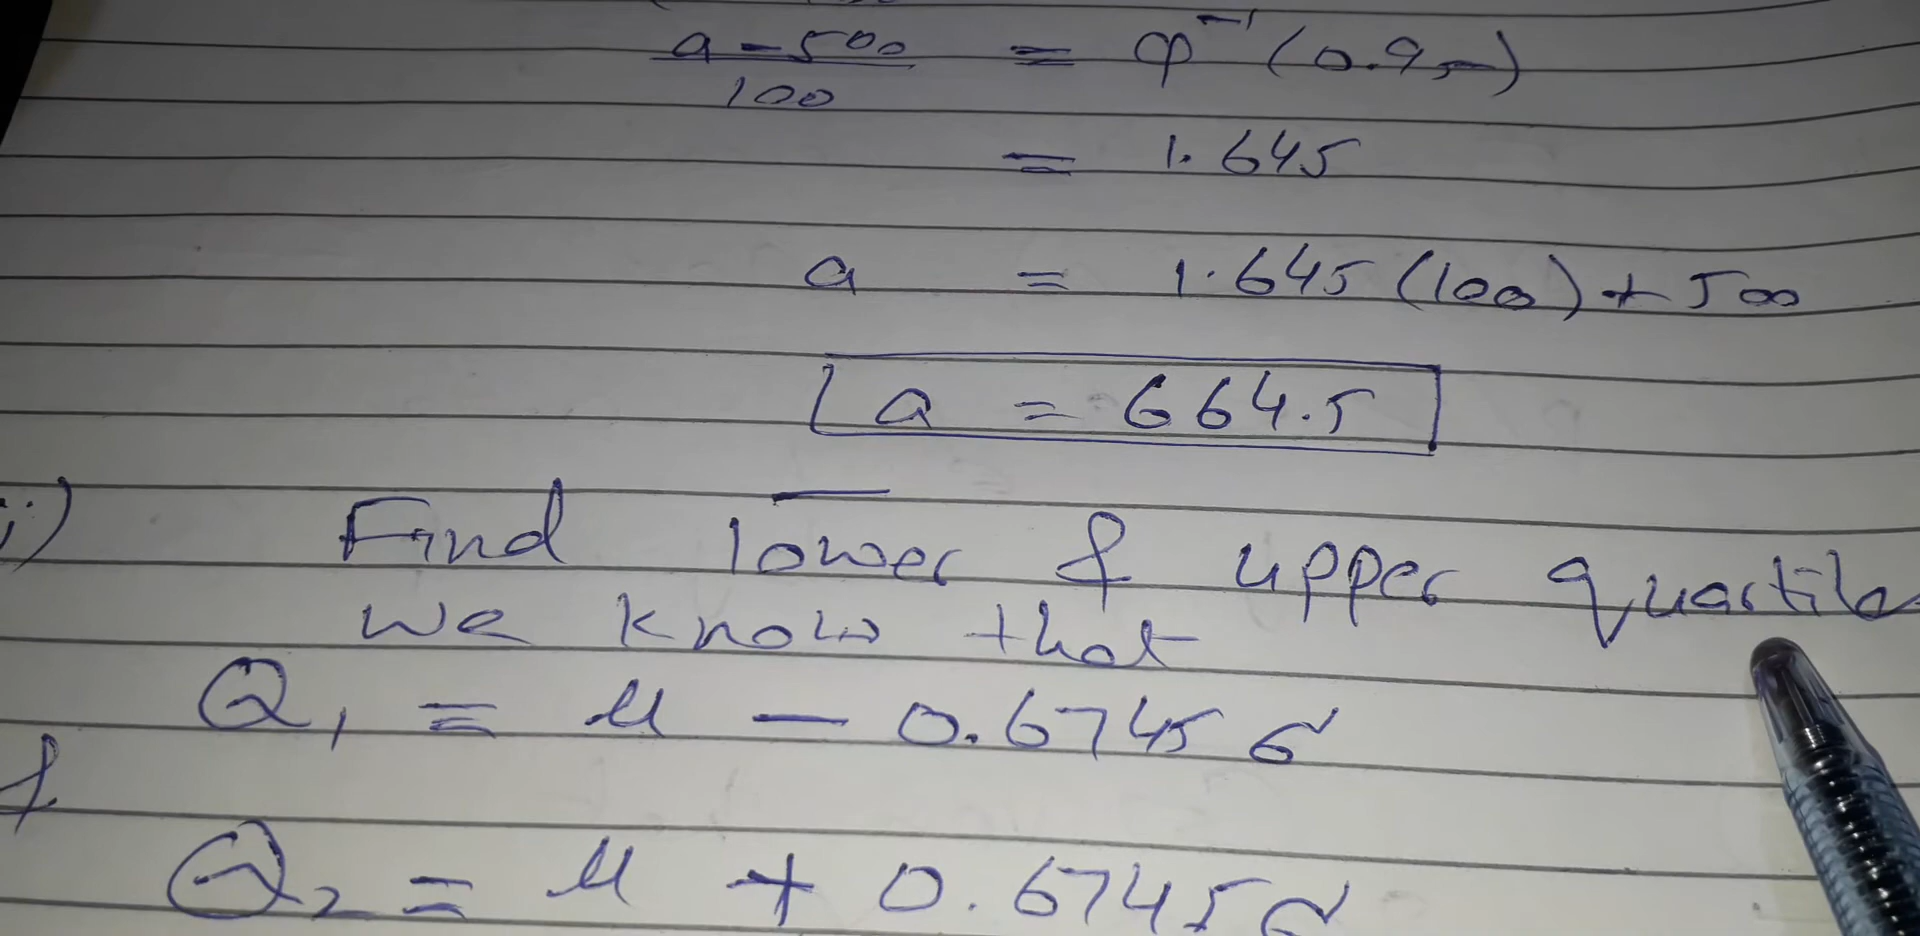 a - 500 / 100 = φ⁻¹(0.95)
= 1.645
a = 1.645 (100) + 500
a = 664.5
Find lower & upper quartile
we know that
Q₁ = μ - 0.6745 σ
&
Q₂ = μ + 0.6745 σ